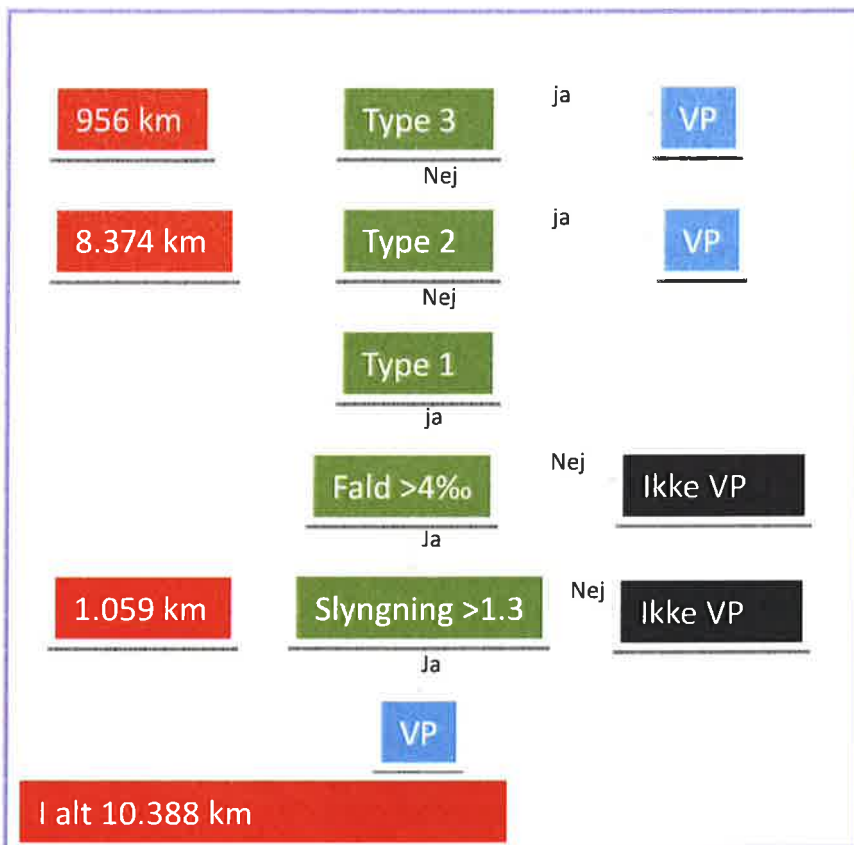 956 km
Type 3
ja
VP
Nej
8.374 km
Type 2
ja
VP
Nej
Type 1
ja
Fald >4‰
Nej
Ikke VP
Ja
1.059 km
Slyngning >1.3
Nej
Ikke VP
Ja
VP
I alt 10.388 km